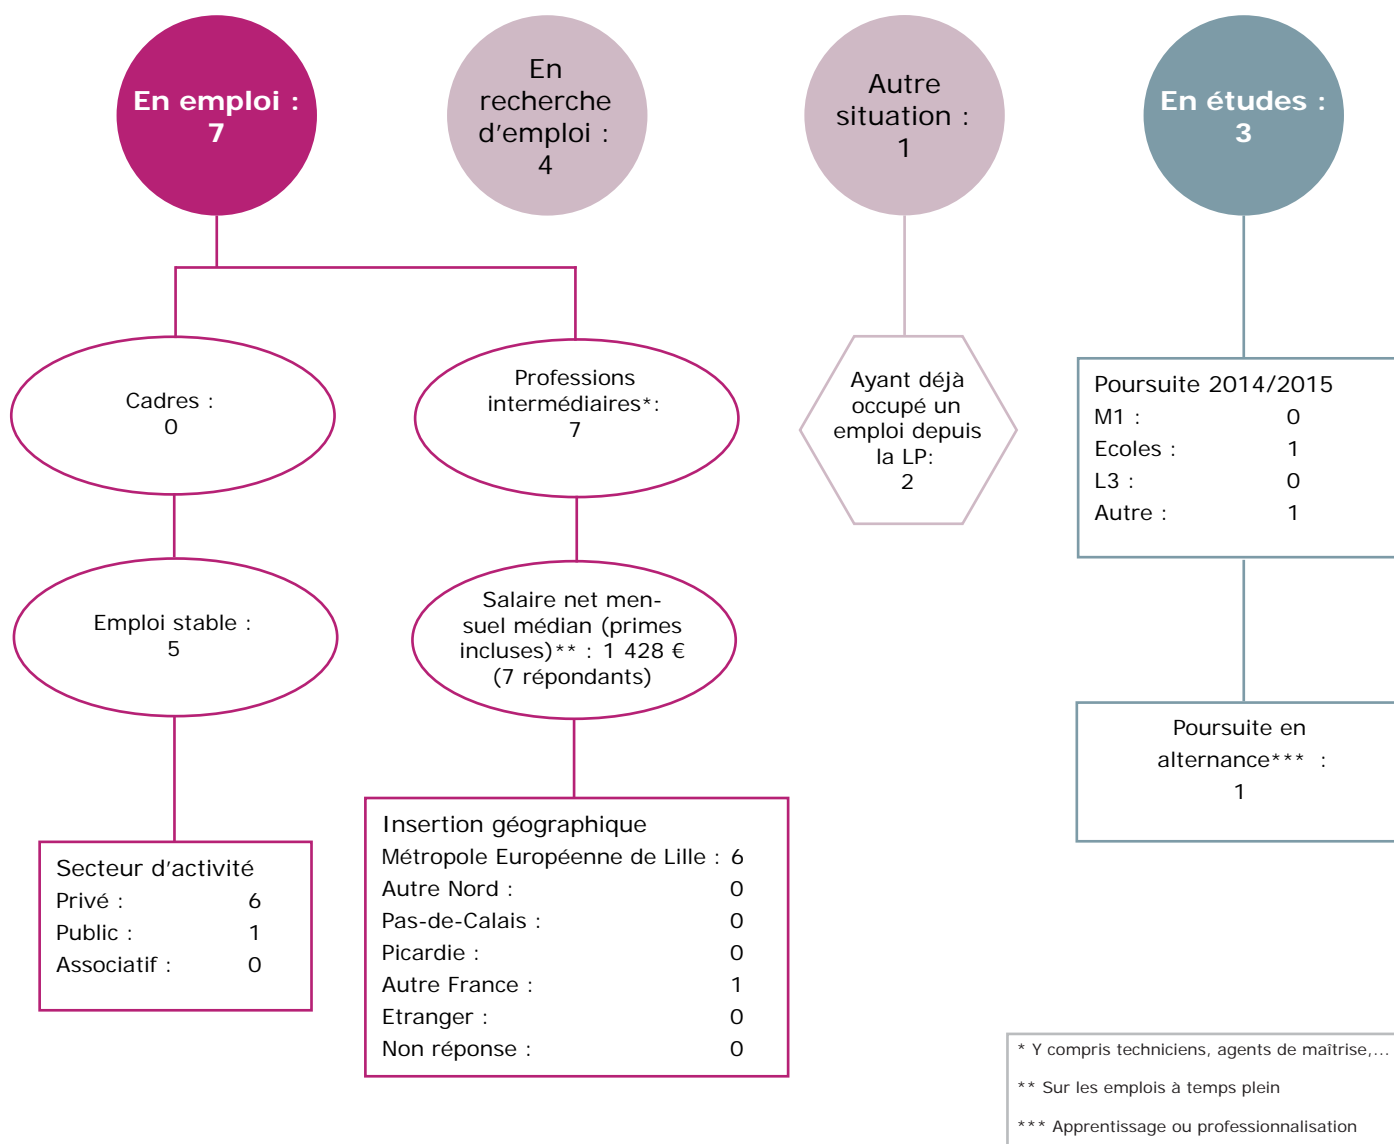 En emploi :
7
En
recherche
d'emploi :
4
Autre
situation :
1
En études :
3
Cadres :
0
Professions
intermédiaires*:
7
Ayant déjà
occupé un
emploi depuis
la LP:
2
Poursuite 2014/2015
M1 : 0
Ecoles : 1
L3 : 0
Autre : 1
Emploi stable :
5
Salaire net men-
suel médian (primes
incluses)** : 1 428 €
(7 répondants)
Poursuite en
alternance*** :
1
Secteur d'activité
Privé : 6
Public : 1
Associatif : 0
Insertion géographique
Métropole Européenne de Lille : 6
Autre Nord : 0
Pas-de-Calais : 0
Picardie : 0
Autre France : 1
Etranger : 0
Non réponse : 0
* Y compris techniciens, agents de maîtrise,...
** Sur les emplois à temps plein
*** Apprentissage ou professionnalisation